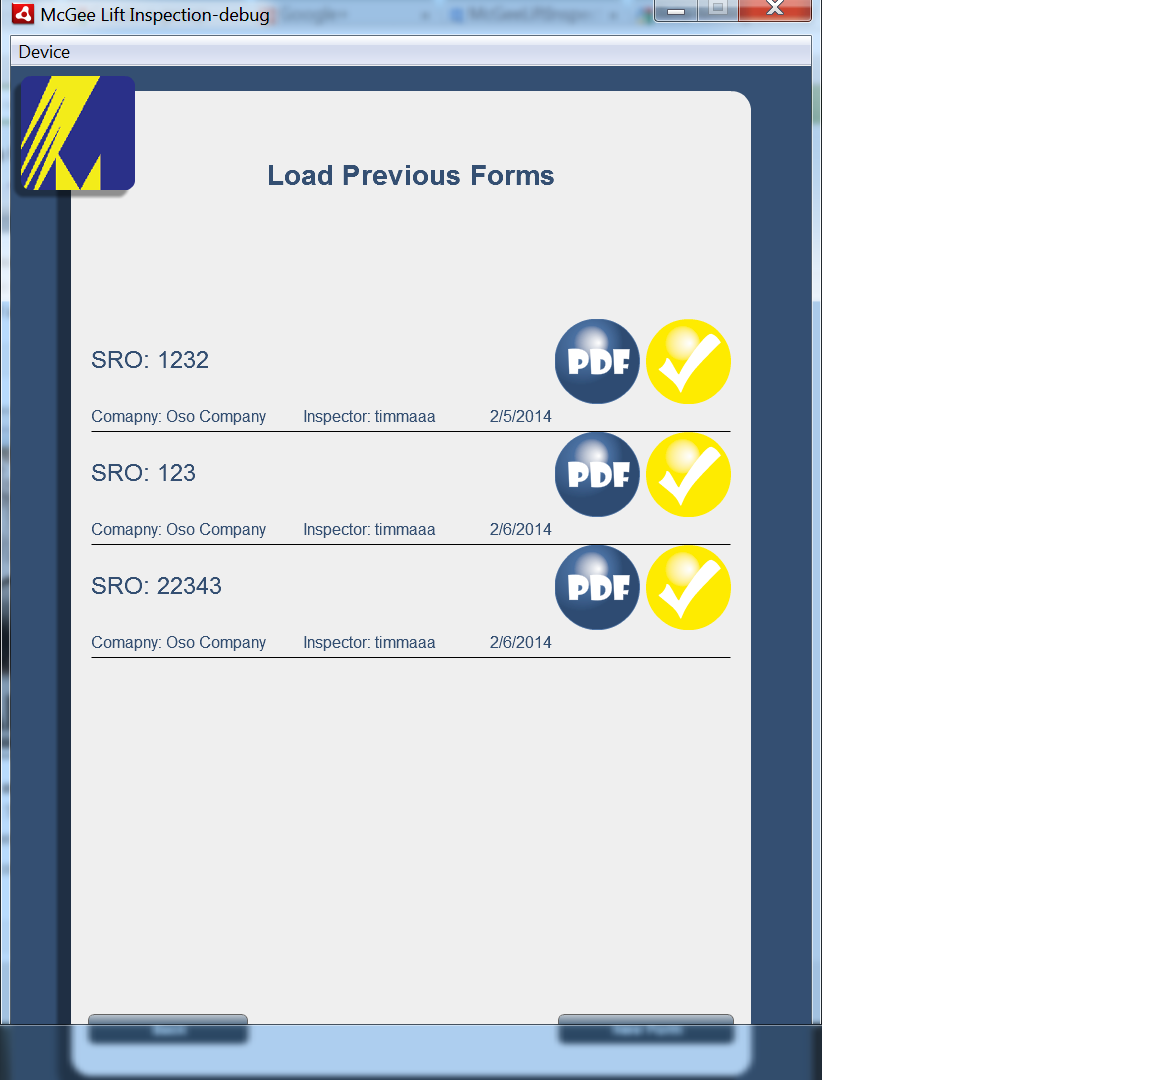 McGee Lift Inspection-debug
Device
Load Previous Forms
SRO: 1232
PDF
Comapny: Oso Company Inspector: timmaaa 2/5/2014
SRO: 123
PDF
Comapny: Oso Company Inspector: timmaaa 2/6/2014
SRO: 22343
PDF
Comapny: Oso Company Inspector: timmaaa 2/6/2014
New Form